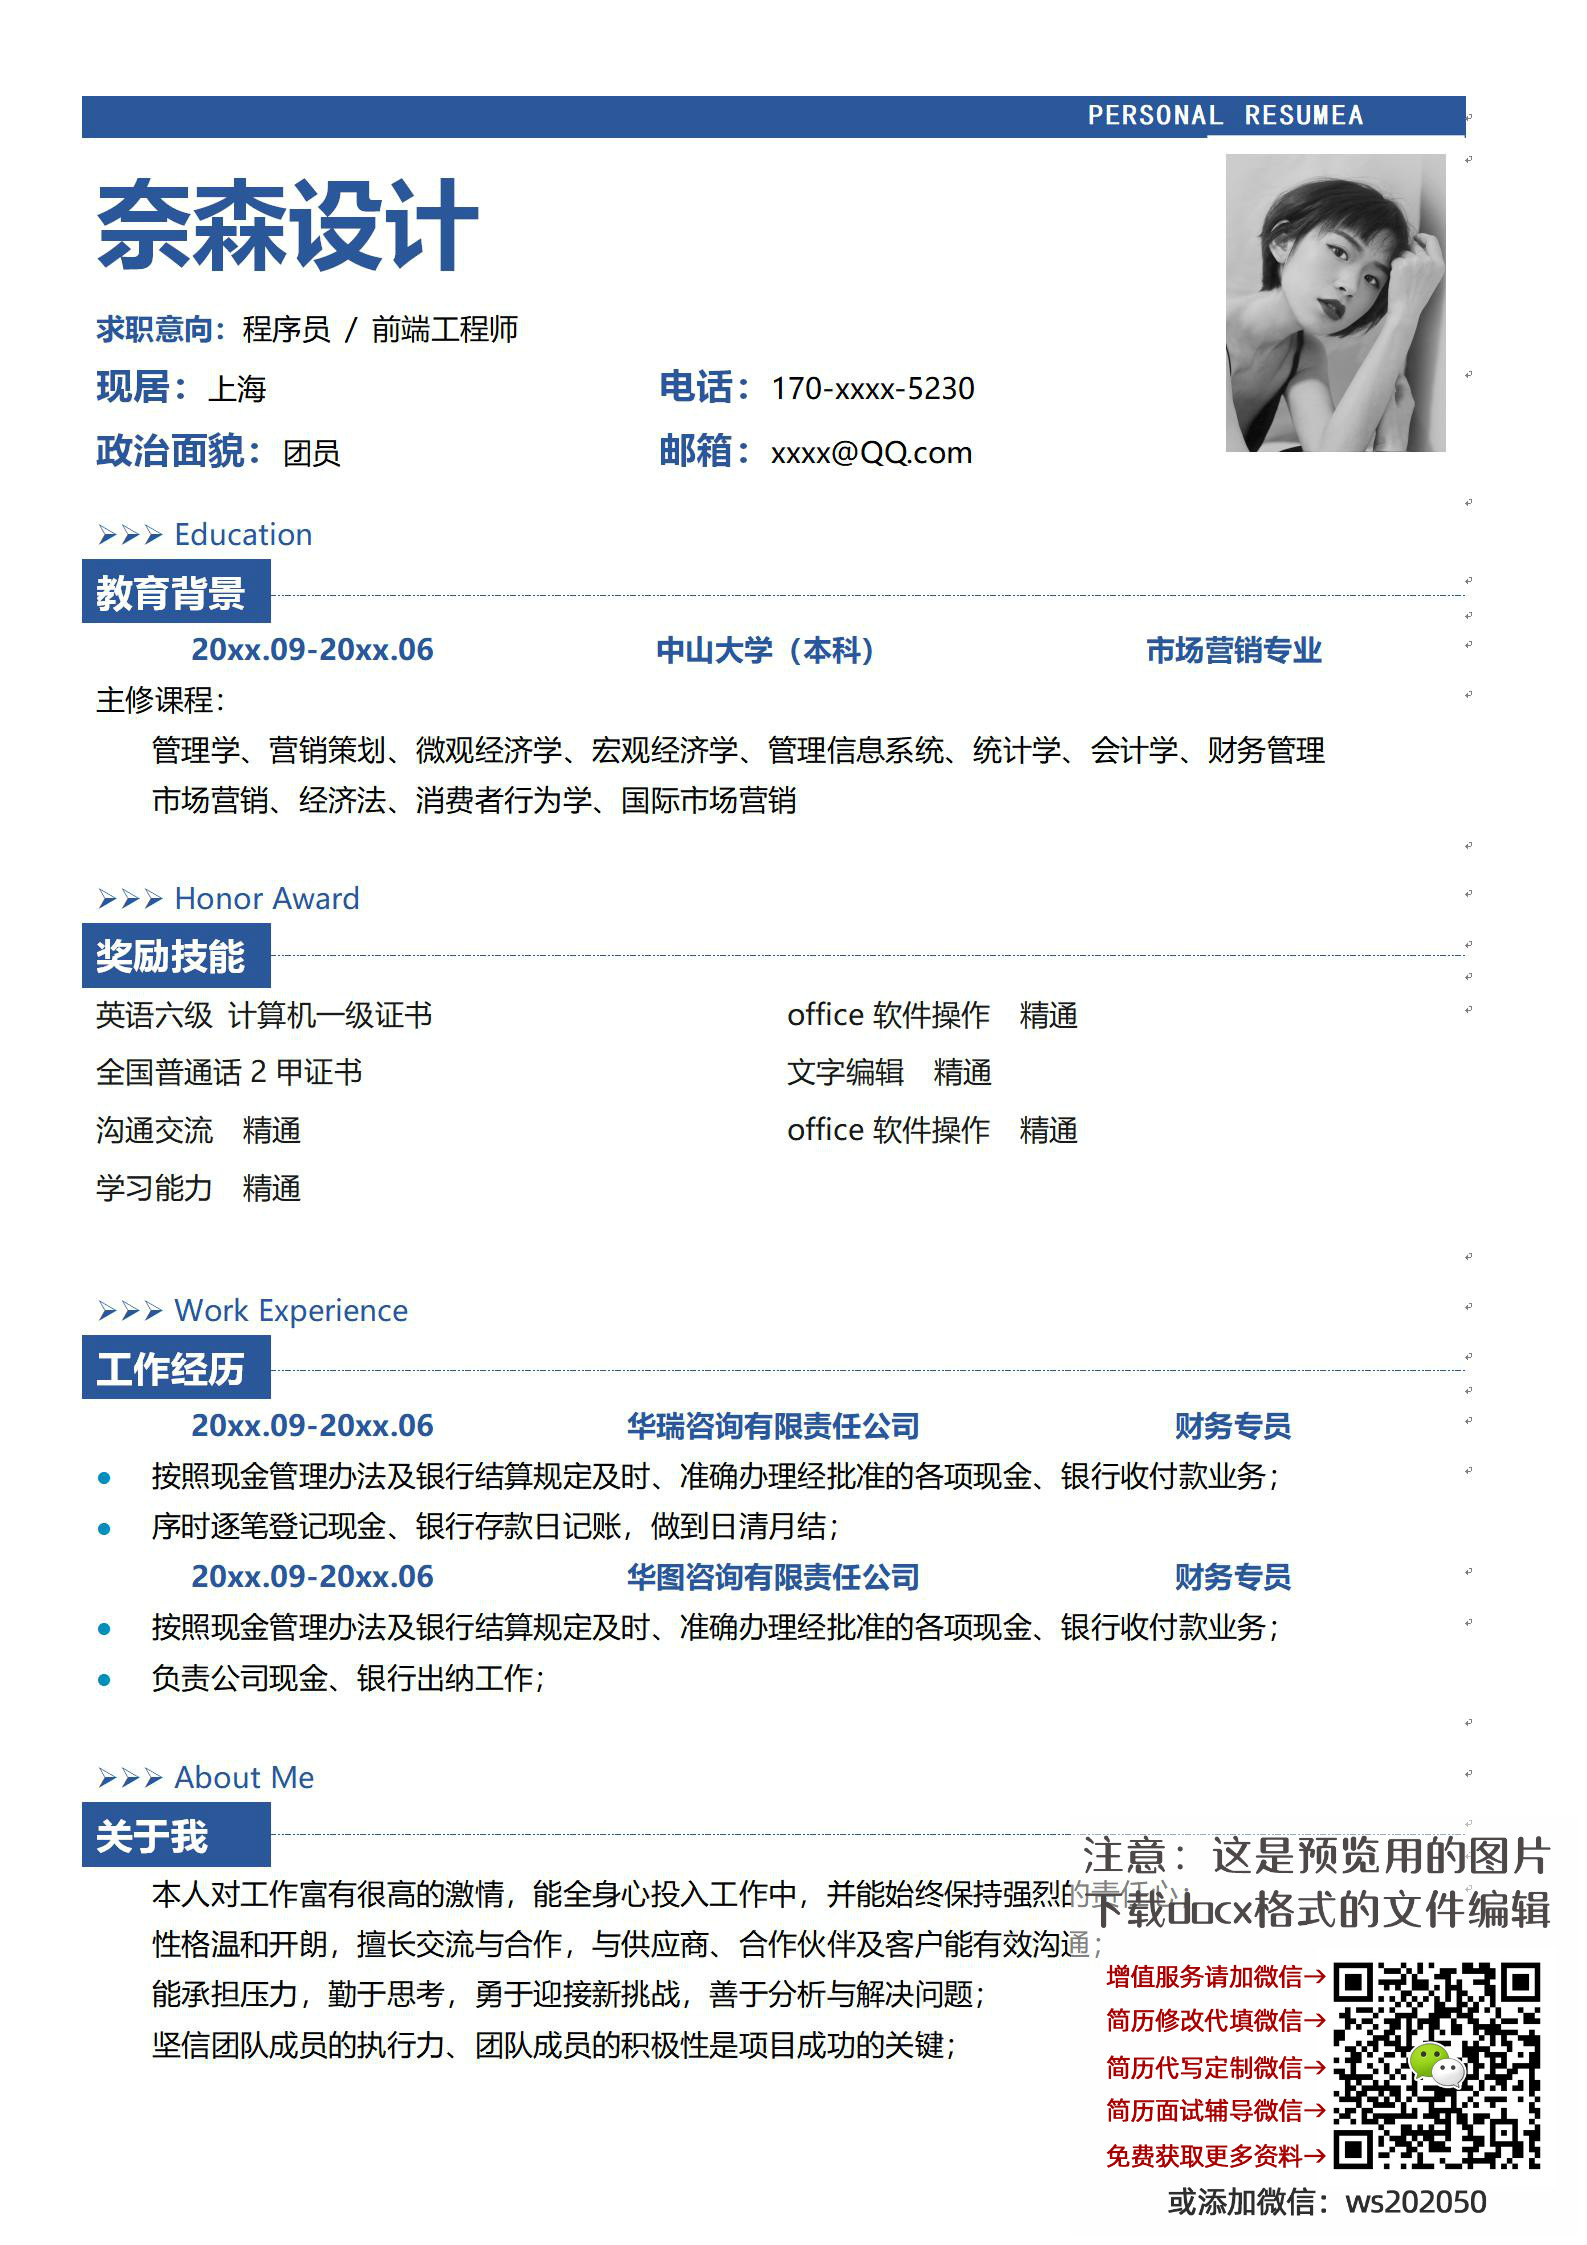 PERSONAL RESUMEA
奈森设计
求职意向：程序员 / 前端工程师
现居：上海 电话：170-xxxx-5230
政治面貌：团员 邮箱：xxxx@QQ.com
Education
教育背景
20xx.09-20xx.06 中山大学（本科） 市场营销专业
主修课程：
管理学、营销策划、微观经济学、宏观经济学、管理信息系统、统计学、会计学、财务管理
市场营销、经济法、消费者行为学、国际市场营销
Honor Award
奖励技能
英语六级 计算机一级证书 office 软件操作 精通
全国普通话 2 甲证书 文字编辑 精通
沟通交流 精通 office 软件操作 精通
学习能力 精通
Work Experience
工作经历
20xx.09-20xx.06 华瑞咨询有限责任公司 财务专员
按照现金管理办法及银行结算规定及时、准确办理经批准的各项现金、银行收付款业务；
序时逐笔登记现金、银行存款日记账，做到日清月结；
20xx.09-20xx.06 华图咨询有限责任公司 财务专员
按照现金管理办法及银行结算规定及时、准确办理经批准的各项现金、银行收付款业务；
负责公司现金、银行出纳工作；
About Me
关于我
本人对工作富有很高的激情，能全身心投入工作中，并能始终保持强烈的责任心；
性格温和开朗，擅长交流与合作，与供应商、合作伙伴及客户能有效沟通；
能承担压力，勤于思考，勇于迎接新挑战，善于分析与解决问题；
坚信团队成员的执行力、团队成员的积极性是项目成功的关键；
注意：这是预览用的图片
下载docx格式的文件编辑
增值服务请加微信→
简历修改代填微信→
简历代写定制微信→
简历面试辅导微信→
免费获取更多资料→
或添加微信：ws202050